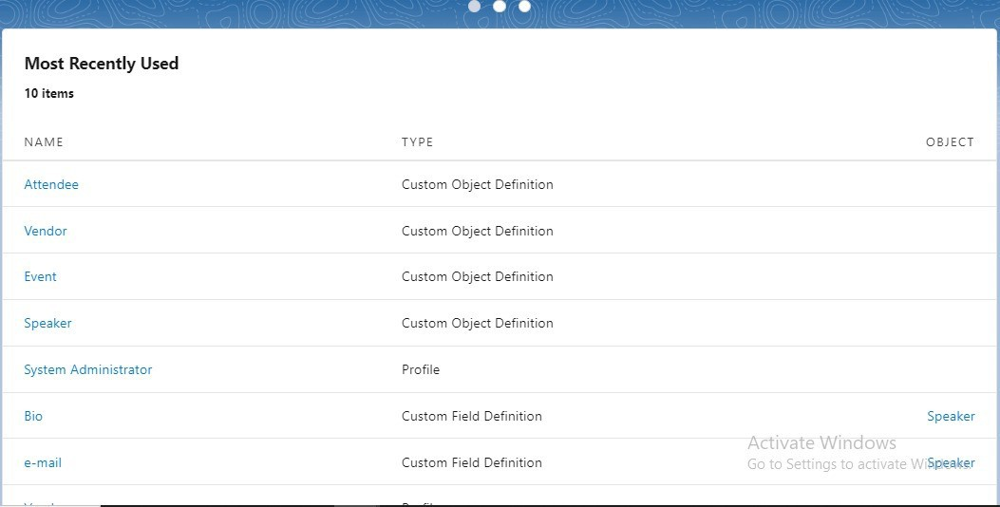 Most Recently Used
10 items
NAME TYPE OBJECT
Attendee Custom Object Definition
Vendor Custom Object Definition
Event Custom Object Definition
Speaker Custom Object Definition
System Administrator Profile
Bio Custom Field Definition Speaker
Activate Windows
e-mail Custom Field Definition Speaker
Go to Settings to activate Windows.